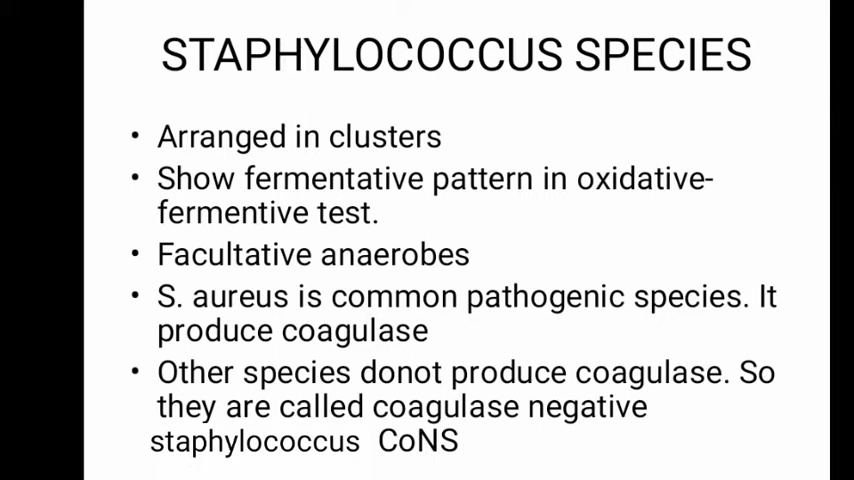 STAPHYLOCOCCUS SPECIES
• Arranged in clusters
• Show fermentative pattern in oxidative-
fermentive test.
• Facultative anaerobes
• S. aureus is common pathogenic species. It
produce coagulase
• Other species donot produce coagulase. So
they are called coagulase negative
staphylococcus CoNS